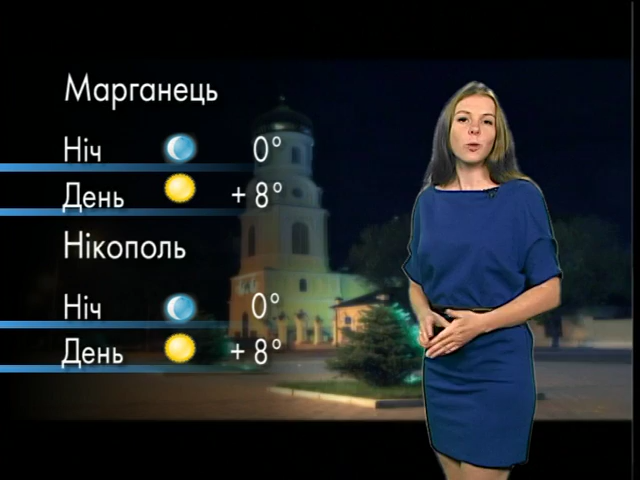 Марганець
Ніч 0°
День + 8°
Нікополь
Ніч 0°
День + 8°